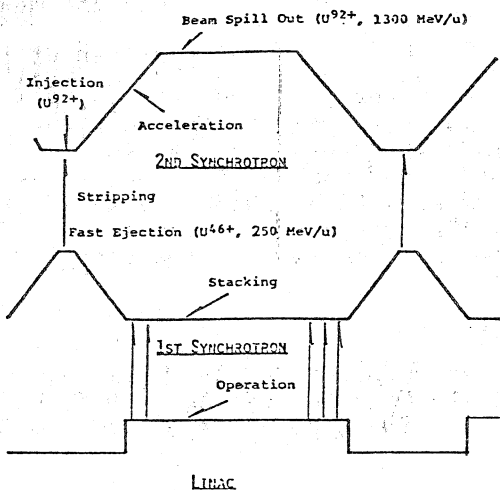 Beam Spill Out (U92+, 1300 MeV/u)
Injection
(U92+)
Acceleration
2ND SYNCHROTRON
Stripping
Fast Ejection (U46+, 250 MeV/u)
Stacking
1ST SYNCHROTRON
Operation
LINAC